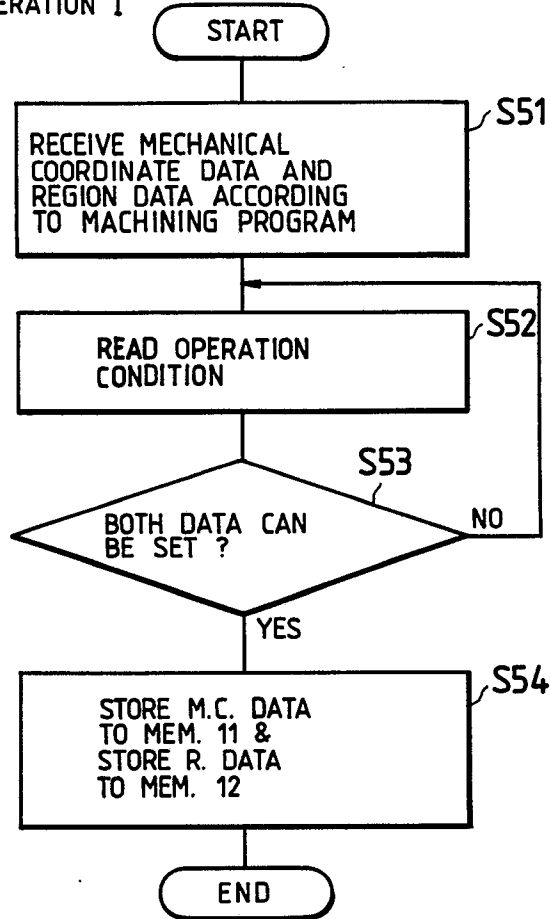 START
S51
RECEIVE MECHANICAL
COORDINATE DATA AND
REGION DATA ACCORDING
TO MACHINING PROGRAM
S52
READ OPERATION
CONDITION
S53
BOTH DATA CAN
BE SET ?
NO
YES
S54
STORE M.C. DATA
TO MEM. 11 &
STORE R. DATA
TO MEM. 12
END